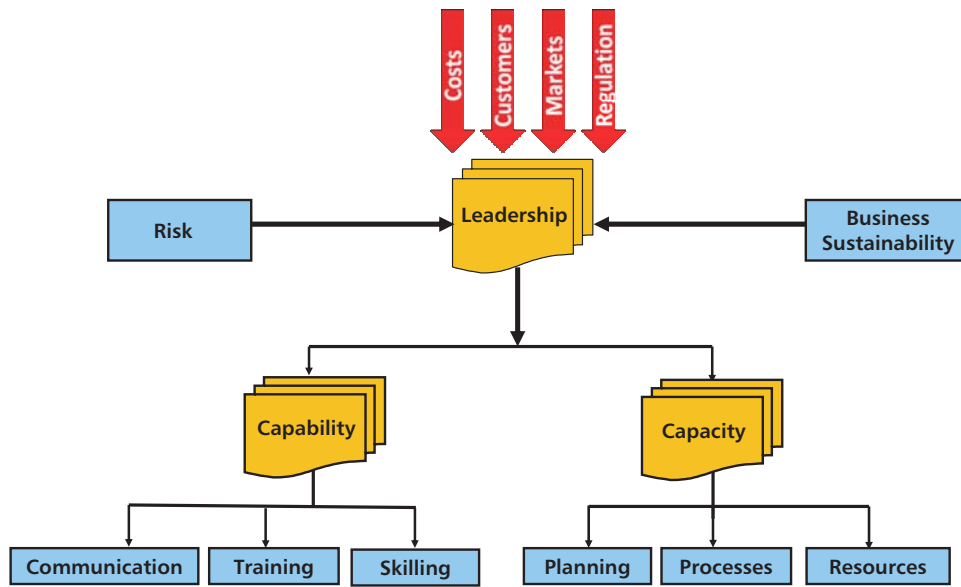 Costs
Customers
Markets
Regulation
Leadership
Risk
Business
Sustainability
Capability
Capacity
Communication
Training
Skilling
Planning
Processes
Resources